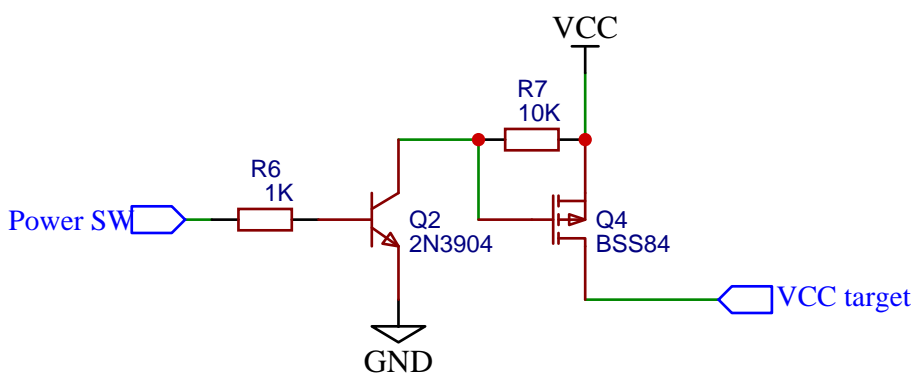 VCC
R7
10K
R6
1K
Power SW
Q2
2N3904
Q4
BSS84
VCC target
GND